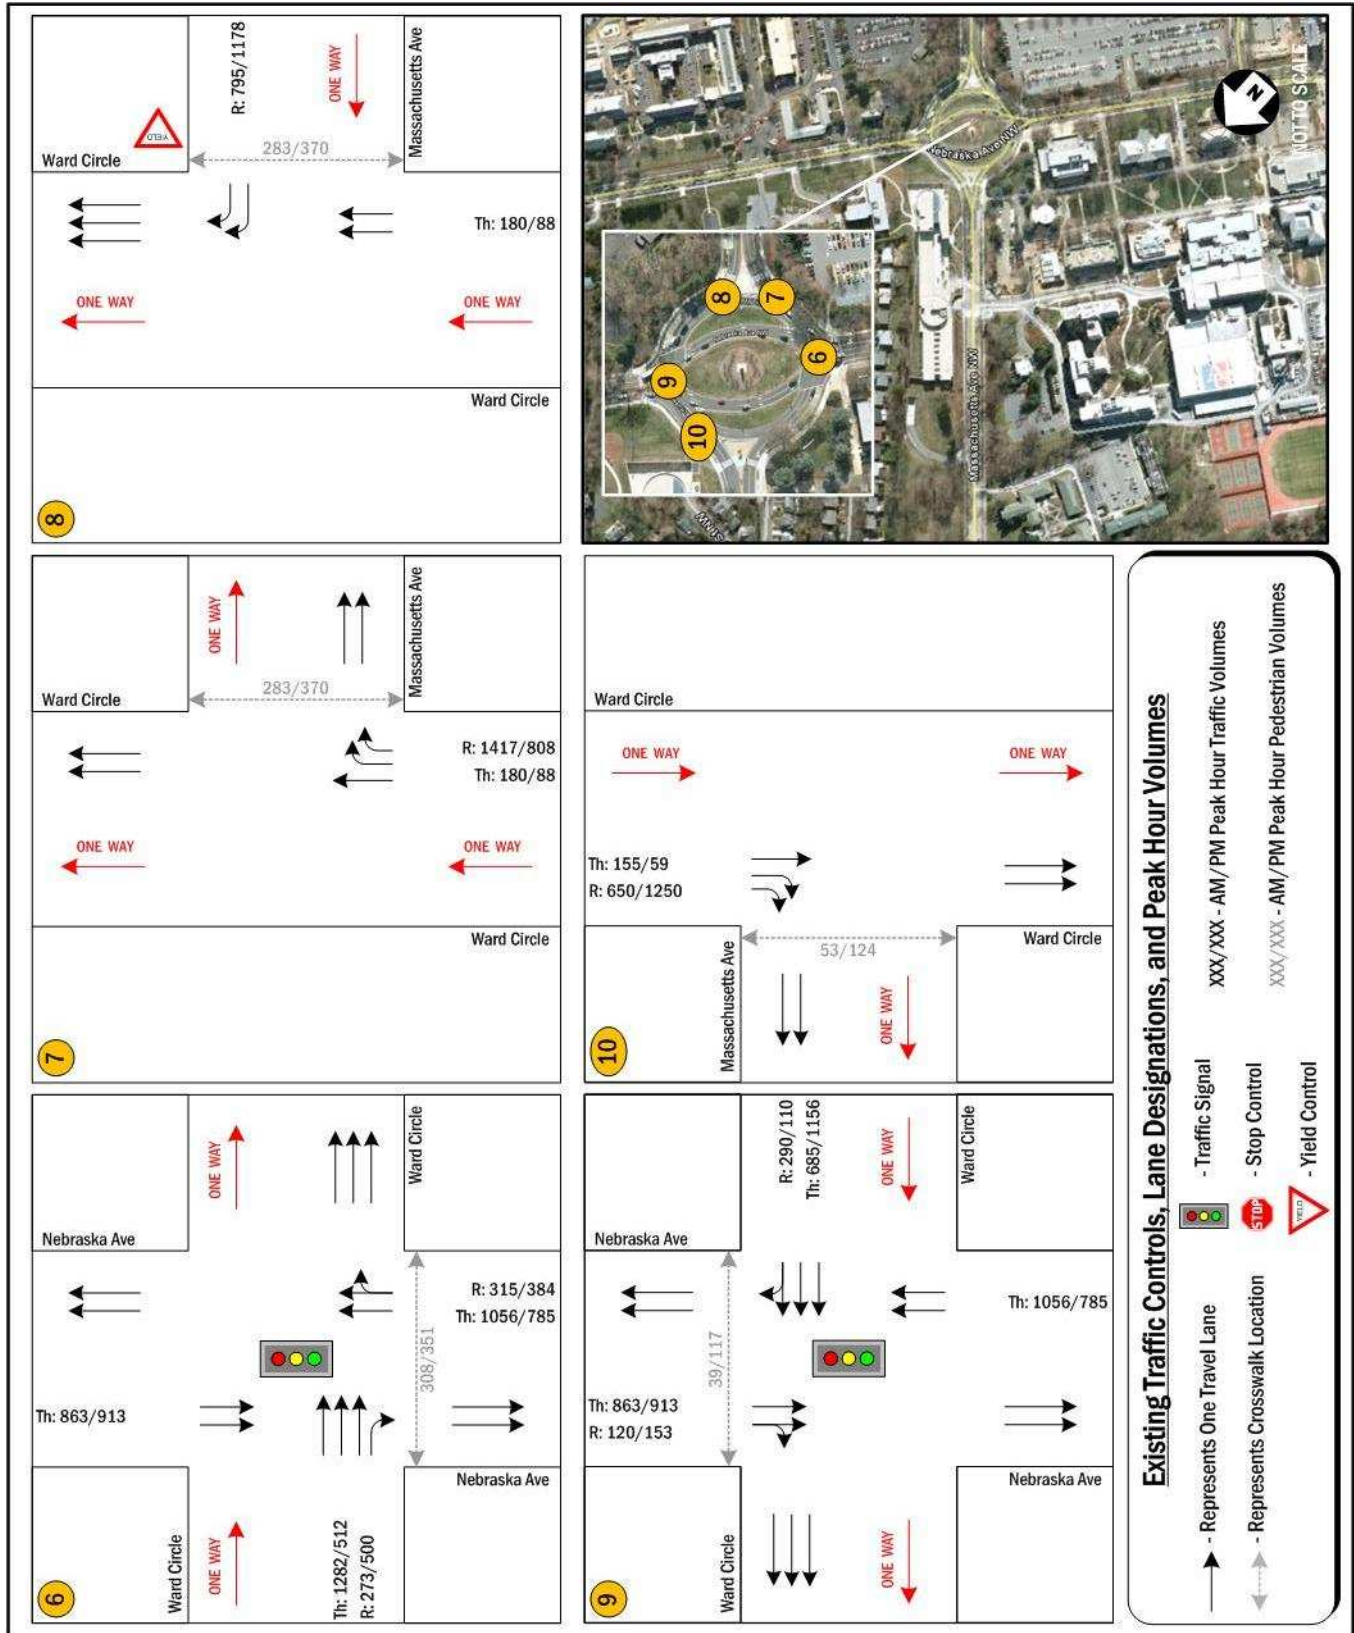 6
Ward Circle
ONE WAY
Th: 1282/512
R: 273/500
Nebraska Ave
Th: 863/913
308/351
Nebraska Ave
R: 315/384
Th: 1056/785
ONE WAY
Ward Circle
7
Ward Circle
ONE WAY
ONE WAY
Ward Circle
283/370
R: 1417/808
Th: 180/88
ONE WAY
Massachusetts Ave
8
Ward Circle
ONE WAY
ONE WAY
Ward Circle
YIELD
283/370
Th: 180/88
R: 795/1178
ONE WAY
Massachusetts Ave
9
Ward Circle
ONE WAY
Nebraska Ave
Th: 863/913
R: 120/153
39/117
Nebraska Ave
Th: 1056/785
R: 290/110
Th: 685/1156
ONE WAY
Ward Circle
10
Massachusetts Ave
ONE WAY
53/124
Ward Circle
Th: 155/59
R: 650/1250
Ward Circle
ONE WAY
ONE WAY
9
8
10
7
6
Nebraska Ave NW
Massachusetts Ave NW
N
NOT TO SCALE
Existing Traffic Controls, Lane Designations, and Peak Hour Volumes
- Represents One Travel Lane
- Represents Crosswalk Location
- Traffic Signal
STOP
- Stop Control
YIELD
- Yield Control
XXX/XXX - AM/PM Peak Hour Traffic Volumes
XXX/XXX - AM/PM Peak Hour Pedestrian Volumes